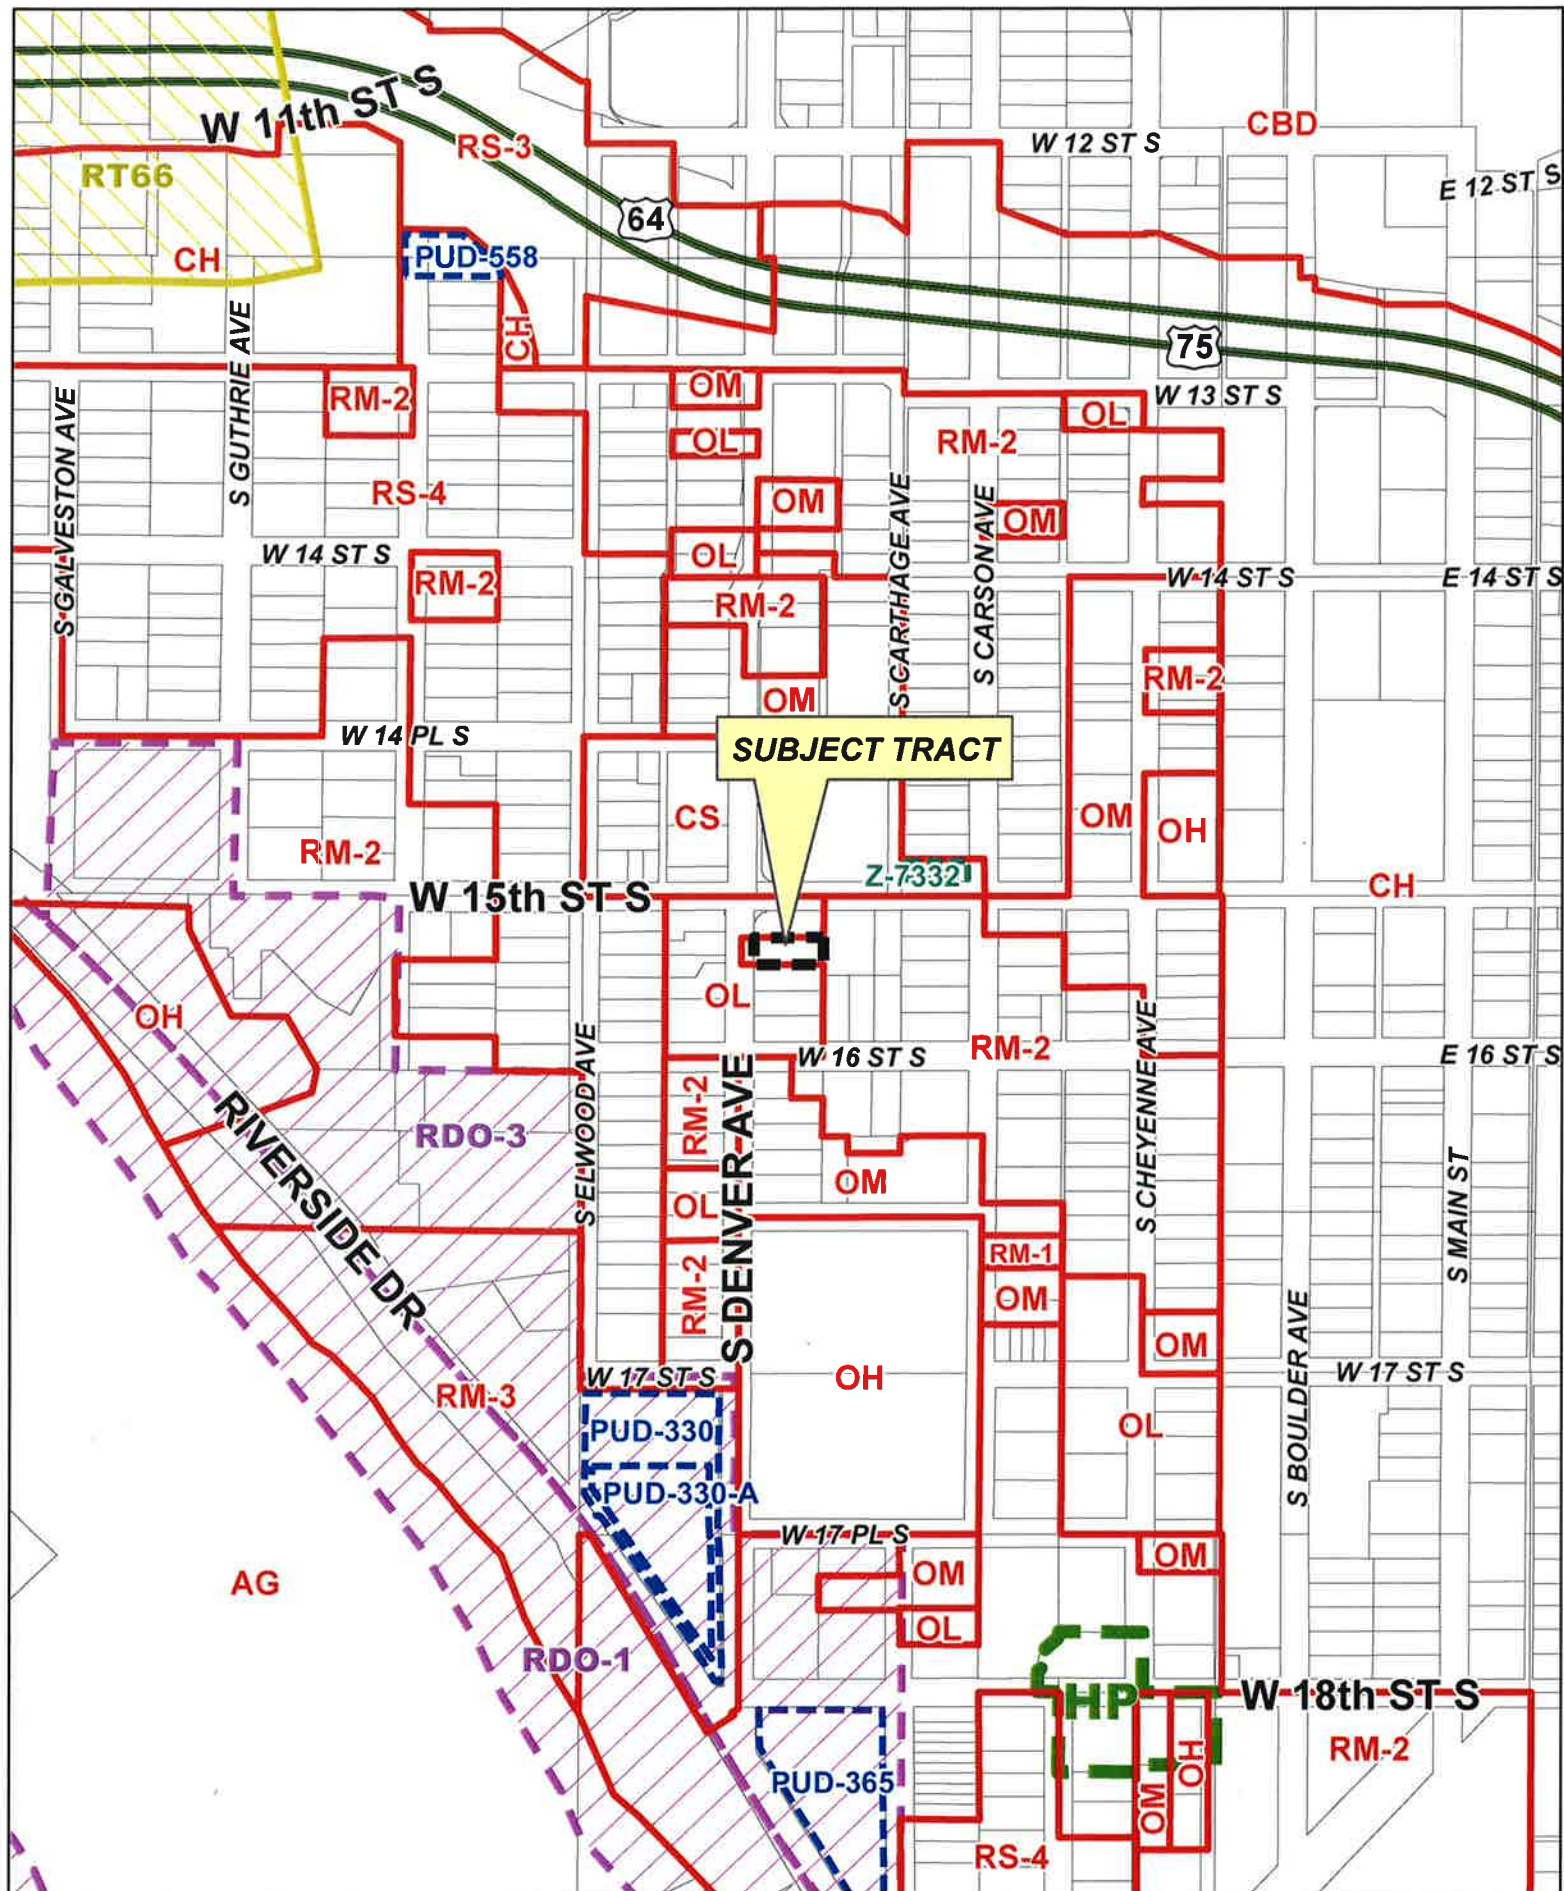 W 11th ST S
RS-3
CBD
W 12 ST S
E 12 ST S
RT66
64
CH
PUD-558
CH
75
S GUTHRIE AVE
S GALVESTON AVE
RM-2
OM
W 13 ST S
OL
OL
RM-2
RS-4
OM
S CARTHAGE AVE
S CARSON AVE
OM
W 14 ST S
OL
RM-2
RM-2
W 14 ST S
E 14 ST S
OM
RM-2
W 14 PL S
SUBJECT TRACT
CS
OM
OH
RM-2
Z-7332
CH
W 15th ST S
OL
OH
S ELWOOD AVE
W 16 ST S
RM-2
S CHEYENNE AVE
E 16 ST S
RM-2
RIVERSIDE DR
RDO-3
S DENVER AVE
OM
OL
S MAIN ST
RM-1
RM-2
OM
OM
S BOULDER AVE
W 17 ST S
OH
W 17 ST S
RM-3
PUD-330
OL
PUD-330-A
W 17 PL S
OM
OM
AG
OL
RDO-1
HP
W 18th ST S
RM-2
PUD-365
OH
OM
RS-4